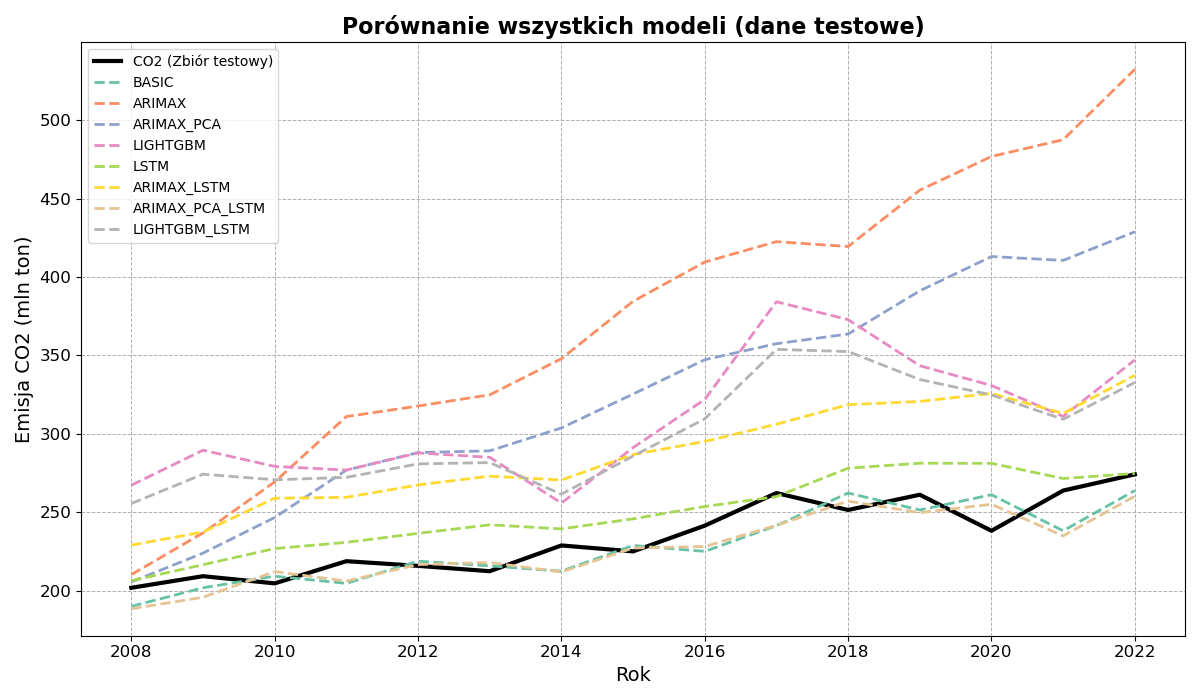 Porównanie wszystkich modeli (dane testowe)
CO2 (Zbiór testowy)
BASIC
ARIMAX
ARIMAX_PCA
LIGHTGBM
LSTM
ARIMAX_LSTM
ARIMAX_PCA_LSTM
LIGHTGBM_LSTM
Emisja CO2 (mln ton)
500
450
400
350
300
250
200
2008 2010 2012 2014 2016 2018 2020 2022
Rok